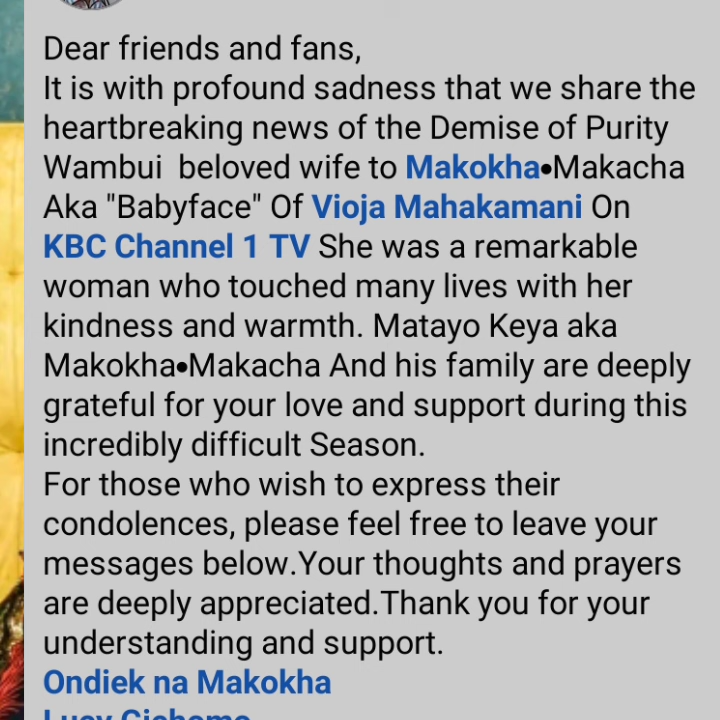 Dear friends and fans,
It is with profound sadness that we share the
heartbreaking news of the Demise of Purity
Wambui  beloved wife to Makokha•Makacha
Aka "Babyface" Of Vioja Mahakamani On
KBC Channel 1 TV She was a remarkable
woman who touched many lives with her
kindness and warmth. Matayo Keya aka
Makokha•Makacha And his family are deeply
grateful for your love and support during this
incredibly difficult Season.
For those who wish to express their
condolences, please feel free to leave your
messages below.Your thoughts and prayers
are deeply appreciated.Thank you for your
understanding and support.
Ondiek na Makokha